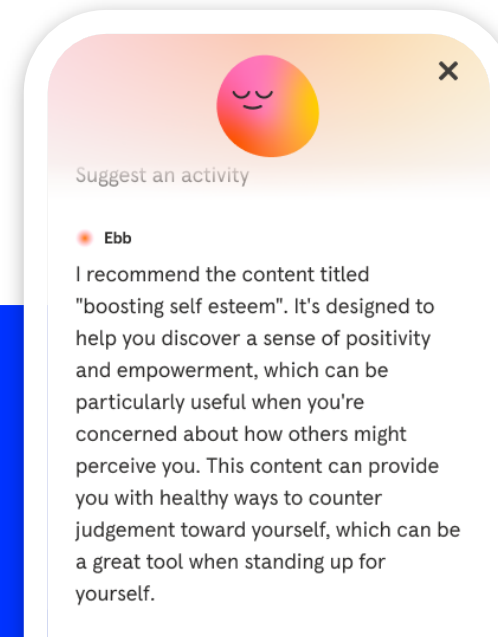 Suggest an activity
Ebb
I recommend the content titled
"boosting self esteem". It's designed to
help you discover a sense of positivity
and empowerment, which can be
particularly useful when you're
concerned about how others might
perceive you. This content can provide
you with healthy ways to counter
judgement toward yourself, which can be
a great tool when standing up for
yourself.